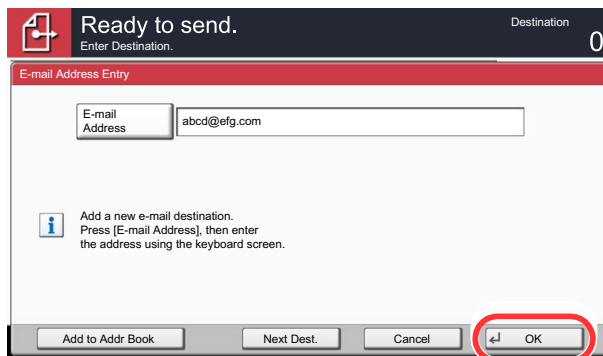 Ready to send.
Destination
Enter Destination.
0
E-mail Address Entry
E-mail
Address
abcd@efg.com
Add a new e-mail destination.
Press [E-mail Address], then enter
the address using the keyboard screen.
Add to Addr Book
Next Dest.
Cancel
OK